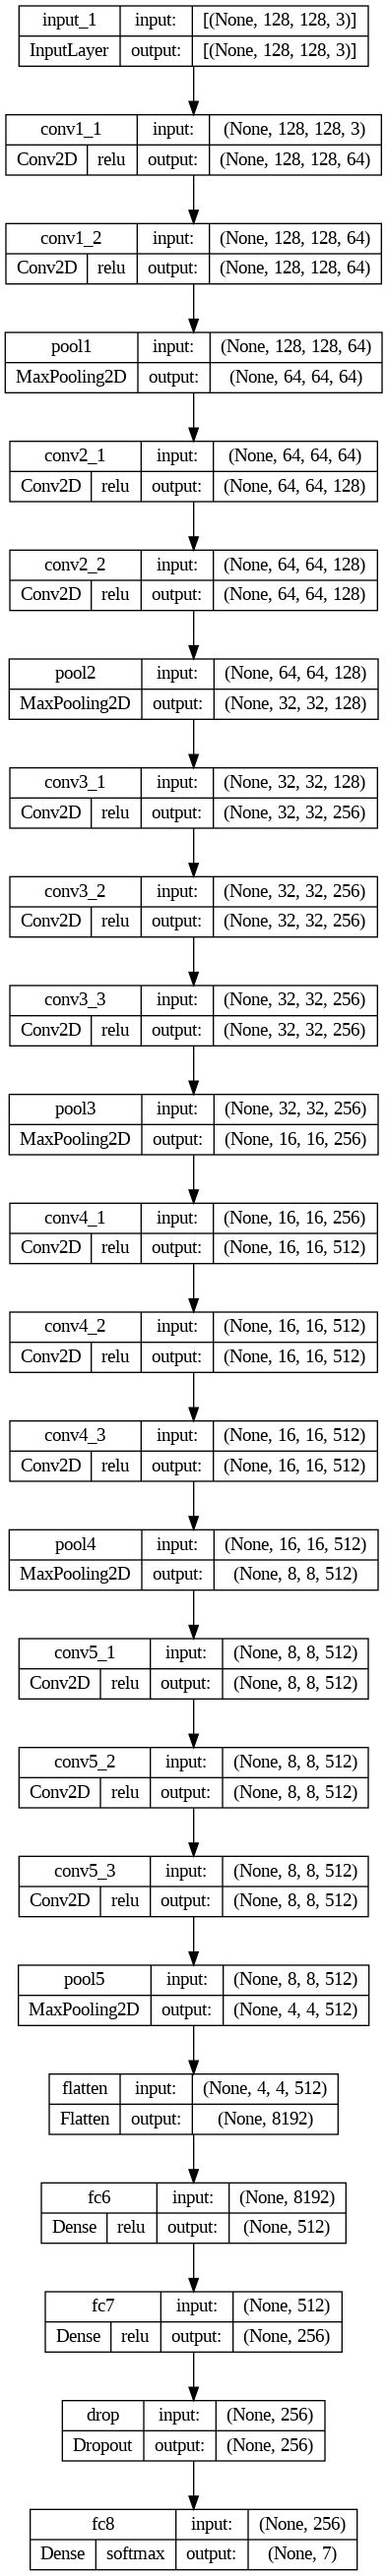 input_1 input: [(None, 128, 128, 3)]
InputLayer output: [(None, 128, 128, 3)]
conv1_1 input: (None, 128, 128, 3)
Conv2D relu output: (None, 128, 128, 64)
conv1_2 input: (None, 128, 128, 64)
Conv2D relu output: (None, 128, 128, 64)
pool1 input: (None, 128, 128, 64)
MaxPooling2D output: (None, 64, 64, 64)
conv2_1 input: (None, 64, 64, 64)
Conv2D relu output: (None, 64, 64, 128)
conv2_2 input: (None, 64, 64, 128)
Conv2D relu output: (None, 64, 64, 128)
pool2 input: (None, 64, 64, 128)
MaxPooling2D output: (None, 32, 32, 128)
conv3_1 input: (None, 32, 32, 128)
Conv2D relu output: (None, 32, 32, 256)
conv3_2 input: (None, 32, 32, 256)
Conv2D relu output: (None, 32, 32, 256)
conv3_3 input: (None, 32, 32, 256)
Conv2D relu output: (None, 32, 32, 256)
pool3 input: (None, 32, 32, 256)
MaxPooling2D output: (None, 16, 16, 256)
conv4_1 input: (None, 16, 16, 256)
Conv2D relu output: (None, 16, 16, 512)
conv4_2 input: (None, 16, 16, 512)
Conv2D relu output: (None, 16, 16, 512)
conv4_3 input: (None, 16, 16, 512)
Conv2D relu output: (None, 16, 16, 512)
pool4 input: (None, 16, 16, 512)
MaxPooling2D output: (None, 8, 8, 512)
conv5_1 input: (None, 8, 8, 512)
Conv2D relu output: (None, 8, 8, 512)
conv5_2 input: (None, 8, 8, 512)
Conv2D relu output: (None, 8, 8, 512)
conv5_3 input: (None, 8, 8, 512)
Conv2D relu output: (None, 8, 8, 512)
pool5 input: (None, 8, 8, 512)
MaxPooling2D output: (None, 4, 4, 512)
flatten input: (None, 4, 4, 512)
Flatten output: (None, 8192)
fc6 input: (None, 8192)
Dense relu output: (None, 512)
fc7 input: (None, 512)
Dense relu output: (None, 256)
drop input: (None, 256)
Dropout output: (None, 256)
fc8 input: (None, 256)
Dense softmax output: (None, 7)